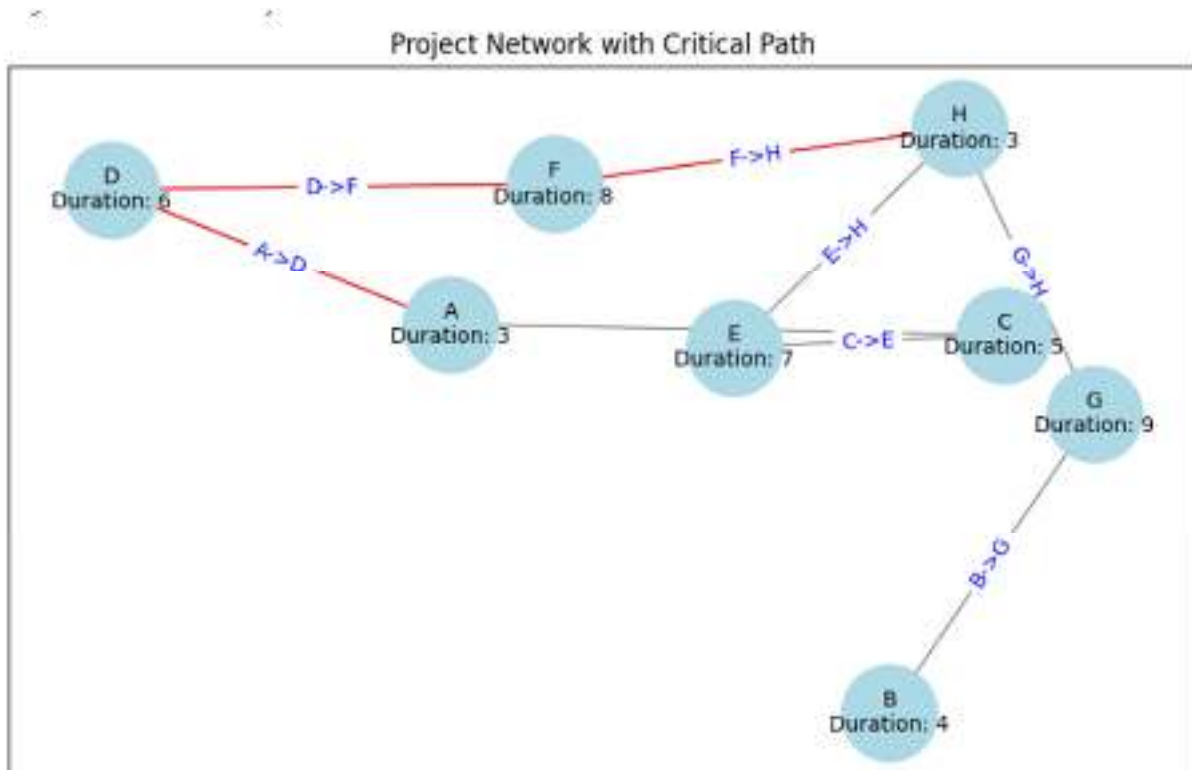 Project Network with Critical Path
H
Duration: 3
D
Duration: 6
D->F
F
Duration: 8
F->H
A->D
E->H
G->H
A
Duration: 3
E
Duration: 7
C->E
C
Duration: 5
G
Duration: 9
B->G
B
Duration: 4